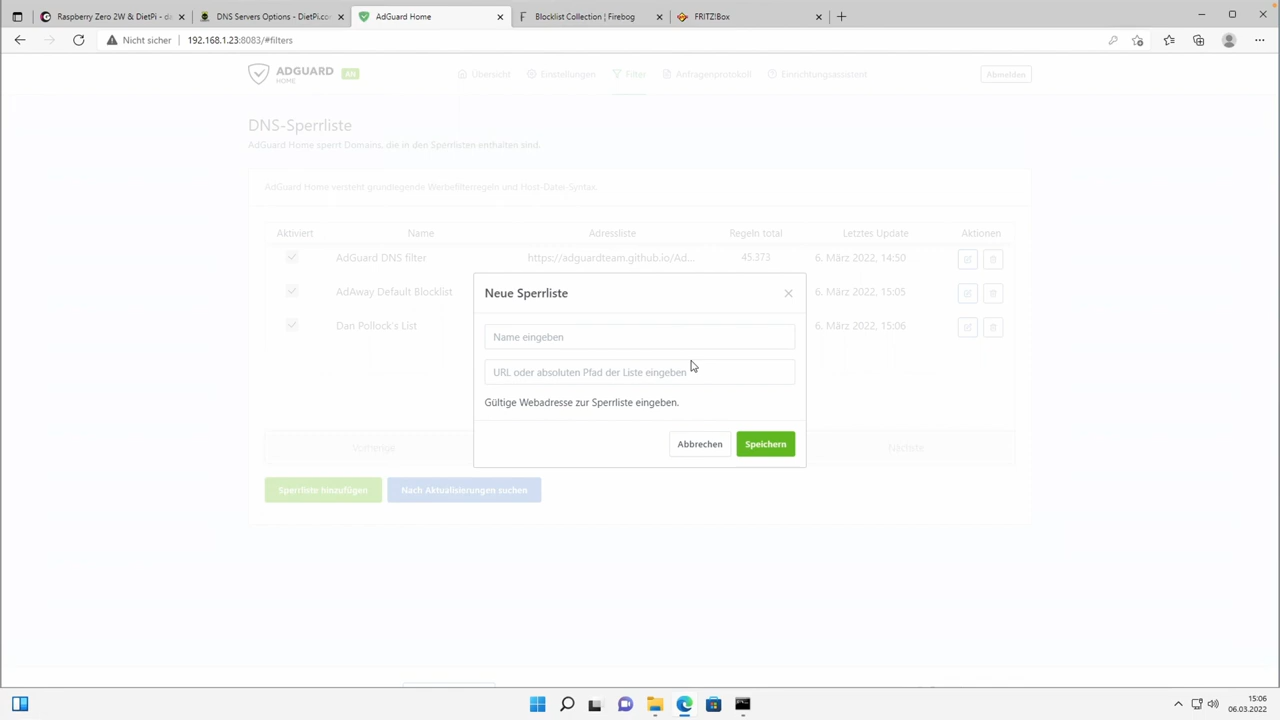 Raspberry Zero 2W & DietPi - d
DNS Servers Options - DietPi.co
AdGuard Home
Blocklist Collection | Firebog
FRITZ!Box
Nicht sicher
192.168.1.23:8083/#filters
ADGUARD
HOME
AN
Übersicht
Einstellungen
Filter
Anfragenprotokoll
Einrichtungsassistent
Abmelden
DNS-Sperrliste
AdGuard Home sperrt Domains, die in den Sperrlisten enthalten sind.
AdGuard Home versteht grundlegende Werbefilterregeln und Host-Datei-Syntax.
Aktiviert Name Adressliste Regeln total Letztes Update Aktionen
AdGuard DNS filter https://adguardteam.github.io/Ad... 45.373 6. März 2022, 14:50
AdAway Default Blocklist 6. März 2022, 15:05
Dan Pollock's List 6. März 2022, 15:06
Neue Sperrliste
Name eingeben
URL oder absoluten Pfad der Liste eingeben
Gültige Webadresse zur Sperrliste eingeben.
Abbrechen
Speichern
Vorherige
Nächste
Sperrliste hinzufügen
Nach Aktualisierungen suchen
15:06
06.03.2022